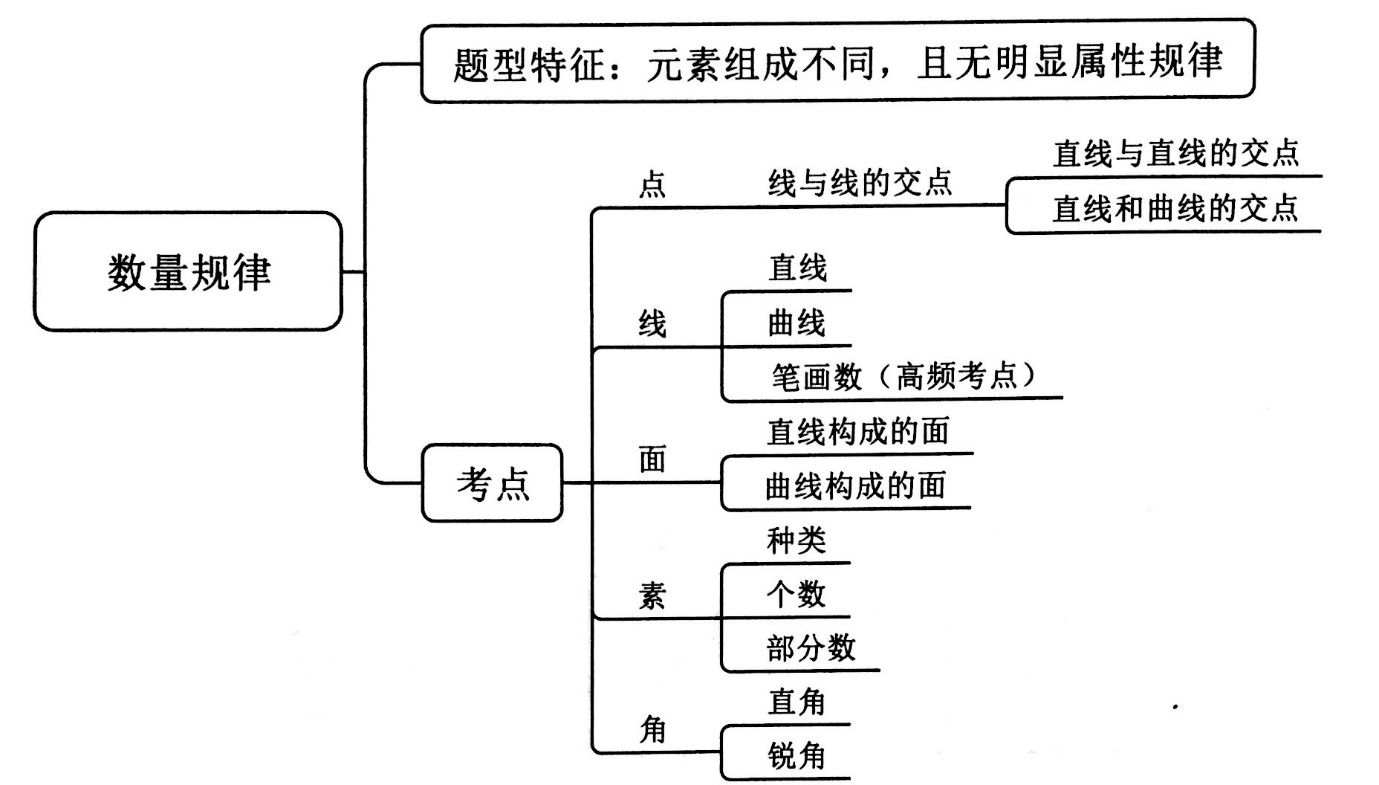 题型特征：元素组成不同，且无明显属性规律
数量规律
考点
点
线与线的交点
直线与直线的交点
直线和曲线的交点
线
直线
曲线
笔画数（高频考点）
面
直线构成的面
曲线构成的面
素
种类
个数
部分数
角
直角
锐角